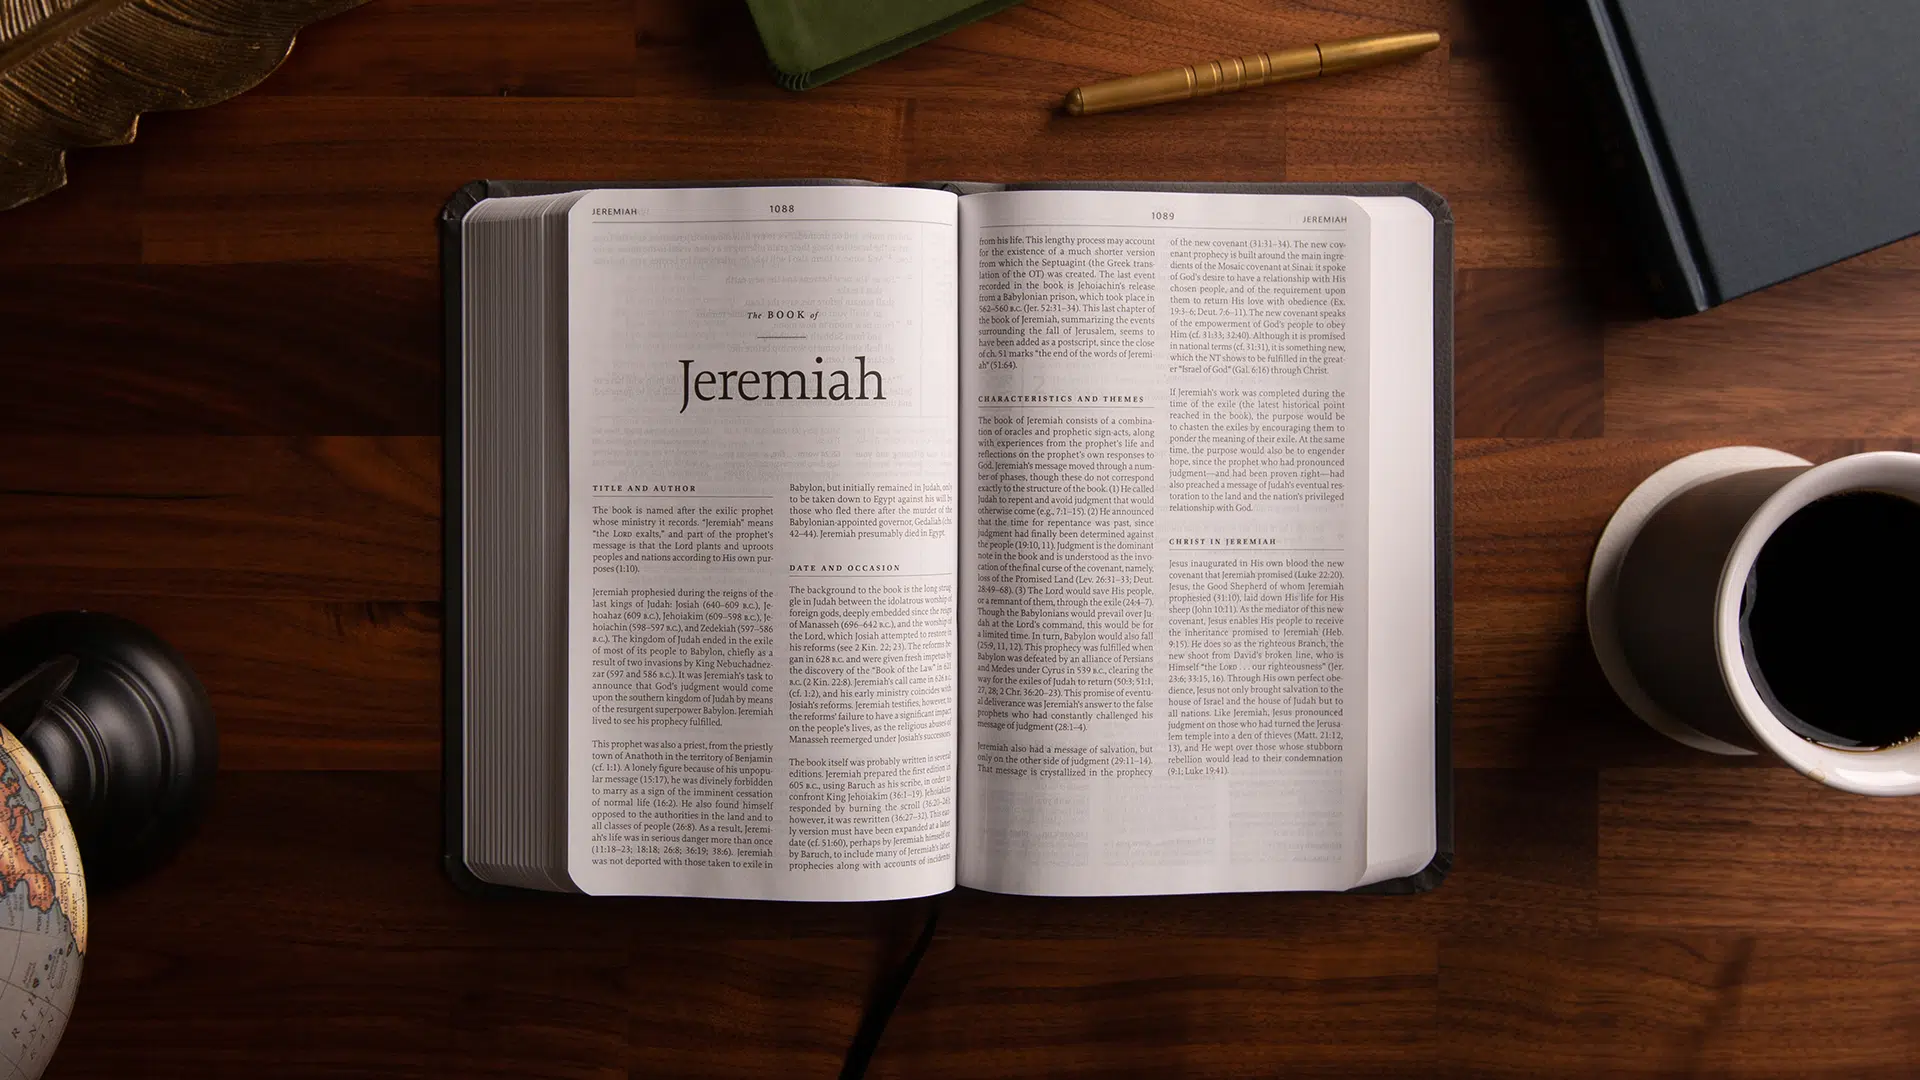 JEREMIAH
1088
The BOOK of
Jeremiah
TITLE AND AUTHOR
The book is named after the exilic prophet
whose ministry it records. “Jeremiah” means
“the LORD exalts,” and part of the prophet’s
message is that the Lord plants and uproots
peoples and nations according to His own pur-
poses (1:10).
Jeremiah prophesied during the reigns of the
last kings of Judah: Josiah (640–609 B.C.), Je-
hoahaz (609 B.C.), Jehoiakim (609–598 B.C.), Je-
hoiachin (598–597 B.C.), and Zedekiah (597–586
B.C.). The kingdom of Judah ended in the exile
of most of its people to Babylon, chiefly as a
result of two invasions by King Nebuchadnez-
zar (597 and 586 B.C.). It was Jeremiah’s task to
announce that God’s judgment would come
upon the southern kingdom of Judah by means
of the resurgent superpower Babylon. Jeremiah
lived to see his prophecy fulfilled.
This prophet was also a priest, from the priestly
town of Anathoth in the territory of Benjamin
(cf. 1:1). A lonely figure because of his unpopu-
lar message (15:17), he was divinely forbidden
to marry as a sign of the imminent cessation
of normal life (16:2). He also found himself
opposed to the authorities in the land and to
all classes of people (26:8). As a result, Jeremi-
ah’s life was in serious danger more than once
(11:18–23; 18:18; 26:8; 36:19; 38:6). Jeremiah
was not deported with those taken to exile in
Babylon, but initially remained in Judah, only
to be taken down to Egypt against his will by
those who fled there after the murder of the
Babylonian-appointed governor, Gedaliah (chs.
42–44). Jeremiah presumably died in Egypt.
DATE AND OCCASION
The background to the book is the long strug-
gle in Judah between the idolatrous worship of
foreign gods, deeply embedded since the reign
of Manasseh (696–642 B.C.), and the worship of
the Lord, which Josiah attempted to restore in
his reforms (see 2 Kin. 22; 23). The reforms be-
gan in 628 B.C. and were given fresh impetus by
the discovery of the “Book of the Law” in 621
B.C. (2 Kin. 22:8). Jeremiah’s call came in 626 B.C.
(cf. 1:2), and his early ministry coincides with
Josiah’s reforms. Jeremiah testifies, however, to
the reforms’ failure to have a significant impact
on the people’s lives, as the religious abuses of
Manasseh reemerged under Josiah’s successors.
The book itself was probably written in several
editions. Jeremiah prepared the first edition in
605 B.C., using Baruch as his scribe, in order to
confront King Jehoiakim (36:1–19). Jehoiakim
responded by burning the scroll (36:20–26);
however, it was rewritten (36:27–32). This ear-
ly version must have been expanded at a later
date (cf. 51:60), perhaps by Jeremiah himself or
by Baruch, to include many of Jeremiah’s later
prophecies along with accounts of incidents
1089
JEREMIAH
from his life. This lengthy process may account
for the existence of a much shorter version
from which the Septuagint (the Greek trans-
lation of the OT) was created. The last event
recorded in the book is Jehoiachin’s release
from a Babylonian prison, which took place in
562–560 B.C. (Jer. 52:31–34). This last chapter of
the book of Jeremiah, summarizing the events
surrounding the fall of Jerusalem, seems to
have been added as a postscript, since the close
of ch. 51 marks “the end of the words of Jeremi-
ah” (51:64).
CHARACTERISTICS AND THEMES
The book of Jeremiah consists of a combina-
tion of oracles and prophetic sign-acts, along
with experiences from the prophet’s life and
reflections on the prophet’s own responses to
God. Jeremiah’s message moved through a num-
ber of phases, though these do not correspond
exactly to the structure of the book. (1) He called
Judah to repent and avoid judgment that would
otherwise come (e.g., 7:1–15). (2) He announced
that the time for repentance was past, since
judgment had finally been determined against
the people (19:10, 11). Judgment is the dominant
note in the book and is understood as the invo-
cation of the final curse of the covenant, namely,
loss of the Promised Land (Lev. 26:31–33; Deut.
28:49–68). (3) The Lord would save His people,
or a remnant of them, through the exile (24:4–7).
Though the Babylonians would prevail over Ju-
dah at the Lord’s command, this would be for
a limited time. In turn, Babylon would also fall
(25:9, 11, 12). This prophecy was fulfilled when
Babylon was defeated by an alliance of Persians
and Medes under Cyrus in 539 B.C., clearing the
way for the exiles of Judah to return (50:3; 51:1,
27, 28; 2 Chr. 36:20–23). This promise of eventu-
al deliverance was Jeremiah’s answer to the false
prophets who had constantly challenged his
message of judgment (28:1–4).
Jeremiah also had a message of salvation, but
only on the other side of judgment (29:11–14).
That message is crystallized in the prophecy
of the new covenant (31:31–34). The new cov-
enant prophecy is built around the main ingre-
dients of the Mosaic covenant at Sinai: it spoke
of God’s desire to have a relationship with His
chosen people, and of the requirement upon
them to return His love with obedience (Ex.
19:3–6; Deut. 7:6–11). The new covenant speaks
of the empowerment of God’s people to obey
Him (cf. 31:33; 32:40). Although it is promised
in national terms (cf. 31:31), it is something new,
which the NT shows to be fulfilled in the great-
er “Israel of God” (Gal. 6:16) through Christ.
If Jeremiah’s work was completed during the
time of the exile (the latest historical point
reached in the book), the purpose would be
to chasten the exiles by encouraging them to
ponder the meaning of their exile. At the same
time, the purpose would also be to engender
hope, since the prophet who had pronounced
judgment—and had been proven right—had
also preached a message of Judah’s eventual res-
toration to the land and the nation’s privileged
relationship with God.
CHRIST IN JEREMIAH
Jesus inaugurated in His own blood the new
covenant that Jeremiah promised (Luke 22:20).
Jesus, the Good Shepherd of whom Jeremiah
prophesied (31:10), laid down His life for His
sheep (John 10:11). As the mediator of this new
covenant, Jesus enables His people to receive
the inheritance promised to Jeremiah (Heb.
9:15). He does so as the righteous Branch, the
new shoot from David’s broken line, who is
Himself “the LORD . . . our righteousness” (Jer.
23:6; 33:15, 16). Through His own perfect obe-
dience, Jesus not only brought salvation to the
house of Israel and the house of Judah but to
all nations. Like Jeremiah, Jesus pronounced
judgment on those who had turned the Jerusa-
lem temple into a den of thieves (Matt. 21:12,
13), and He wept over those whose stubborn
rebellion would lead to their condemnation
(9:1; Luke 19:41).